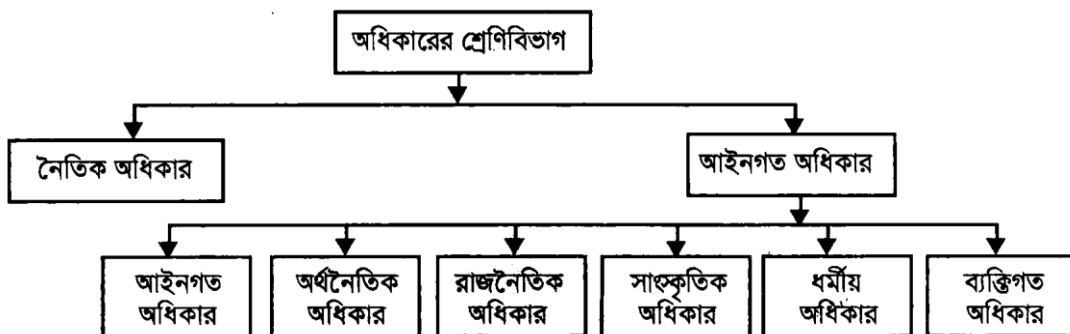 অধিকারের শ্রেণিবিভাগ
নৈতিক অধিকার
আইনগত অধিকার
আইনগত
অধিকার
অর্থনৈতিক
অধিকার
রাজনৈতিক
অধিকার
সাংস্কৃতিক
অধিকার
ধর্মীয়
অধিকার
ব্যক্তিগত
অধিকার